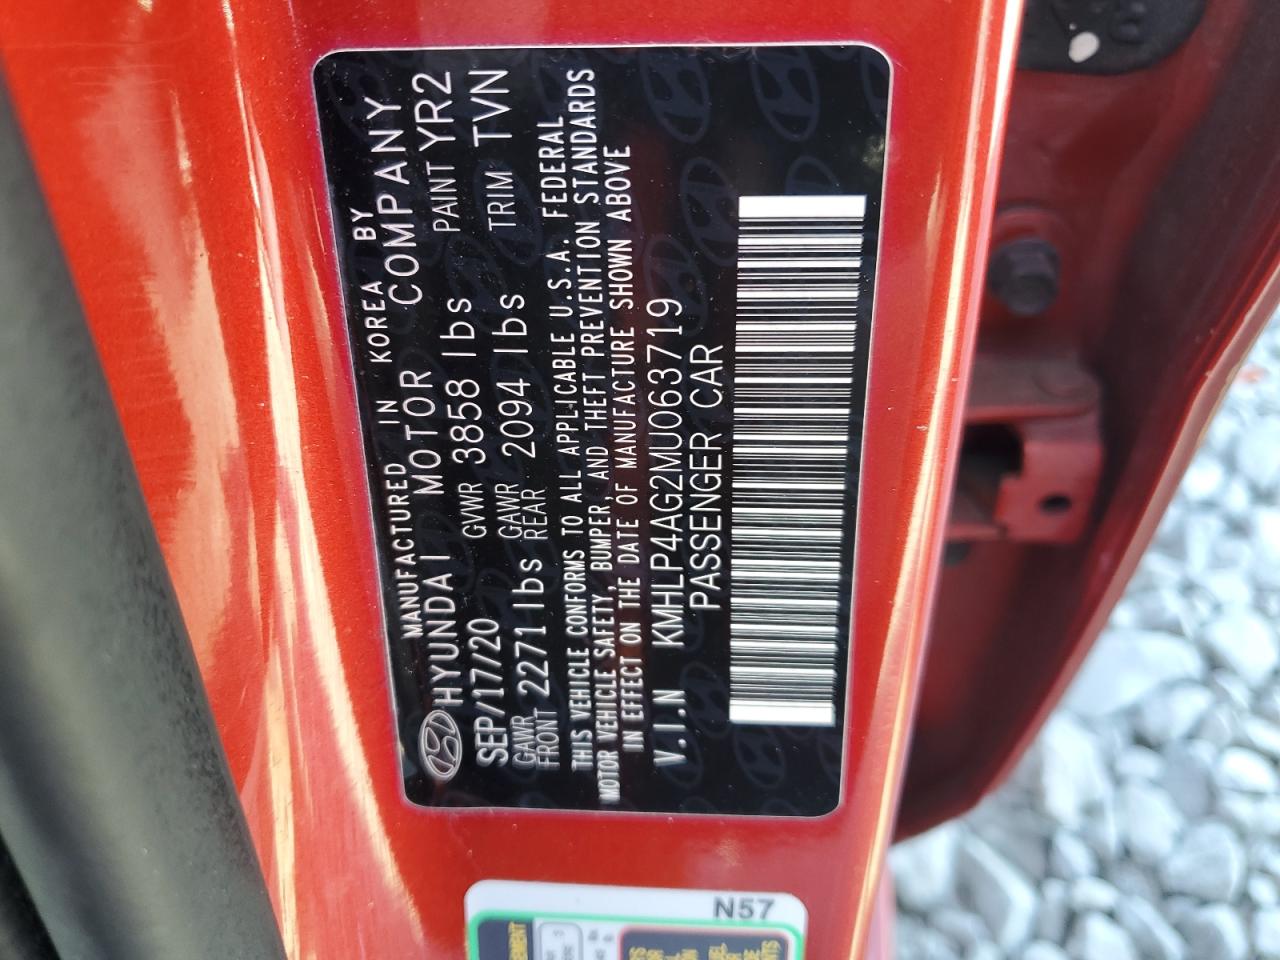 MANUFACTURED IN KOREA BY
HYUNDAI MOTOR COMPANY
SEP/17/20 GVWR 3858 lbs PAINT YR2
GAWR FRONT 2271 lbs GAWR REAR 2094 lbs TRIM TVN
THIS VEHICLE CONFORMS TO ALL APPLICABLE U.S.A. FEDERAL
MOTOR VEHICLE SAFETY, BUMPER, AND THEFT PREVENTION STANDARDS
IN EFFECT ON THE DATE OF MANUFACTURE SHOWN ABOVE
V.I.N KMHLP4AG2MU063719
PASSENGER CAR
N57